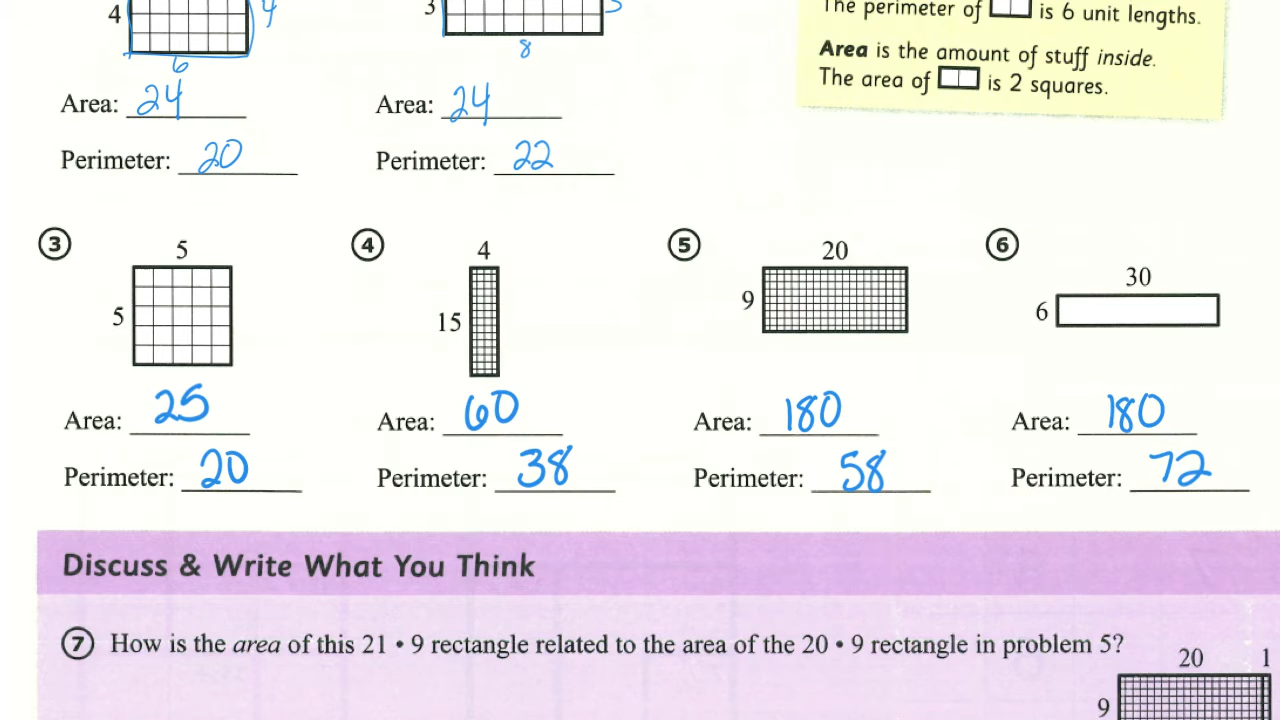 4 4 3
The perimeter of is 6 unit lengths.
6 8
Area is the amount of stuff inside.
The area of is 2 squares.
Area: 24 Area: 24
Perimeter: 20 Perimeter: 22
3 5 4 4 5 20 6 30
5 15 9 6
Area: 25 Area: 60 Area: 180 Area: 180
Perimeter: 20 Perimeter: 38 Perimeter: 58 Perimeter: 72
Discuss & Write What You Think
7 How is the area of this 21 • 9 rectangle related to the area of the 20 • 9 rectangle in problem 5?
20 1
9